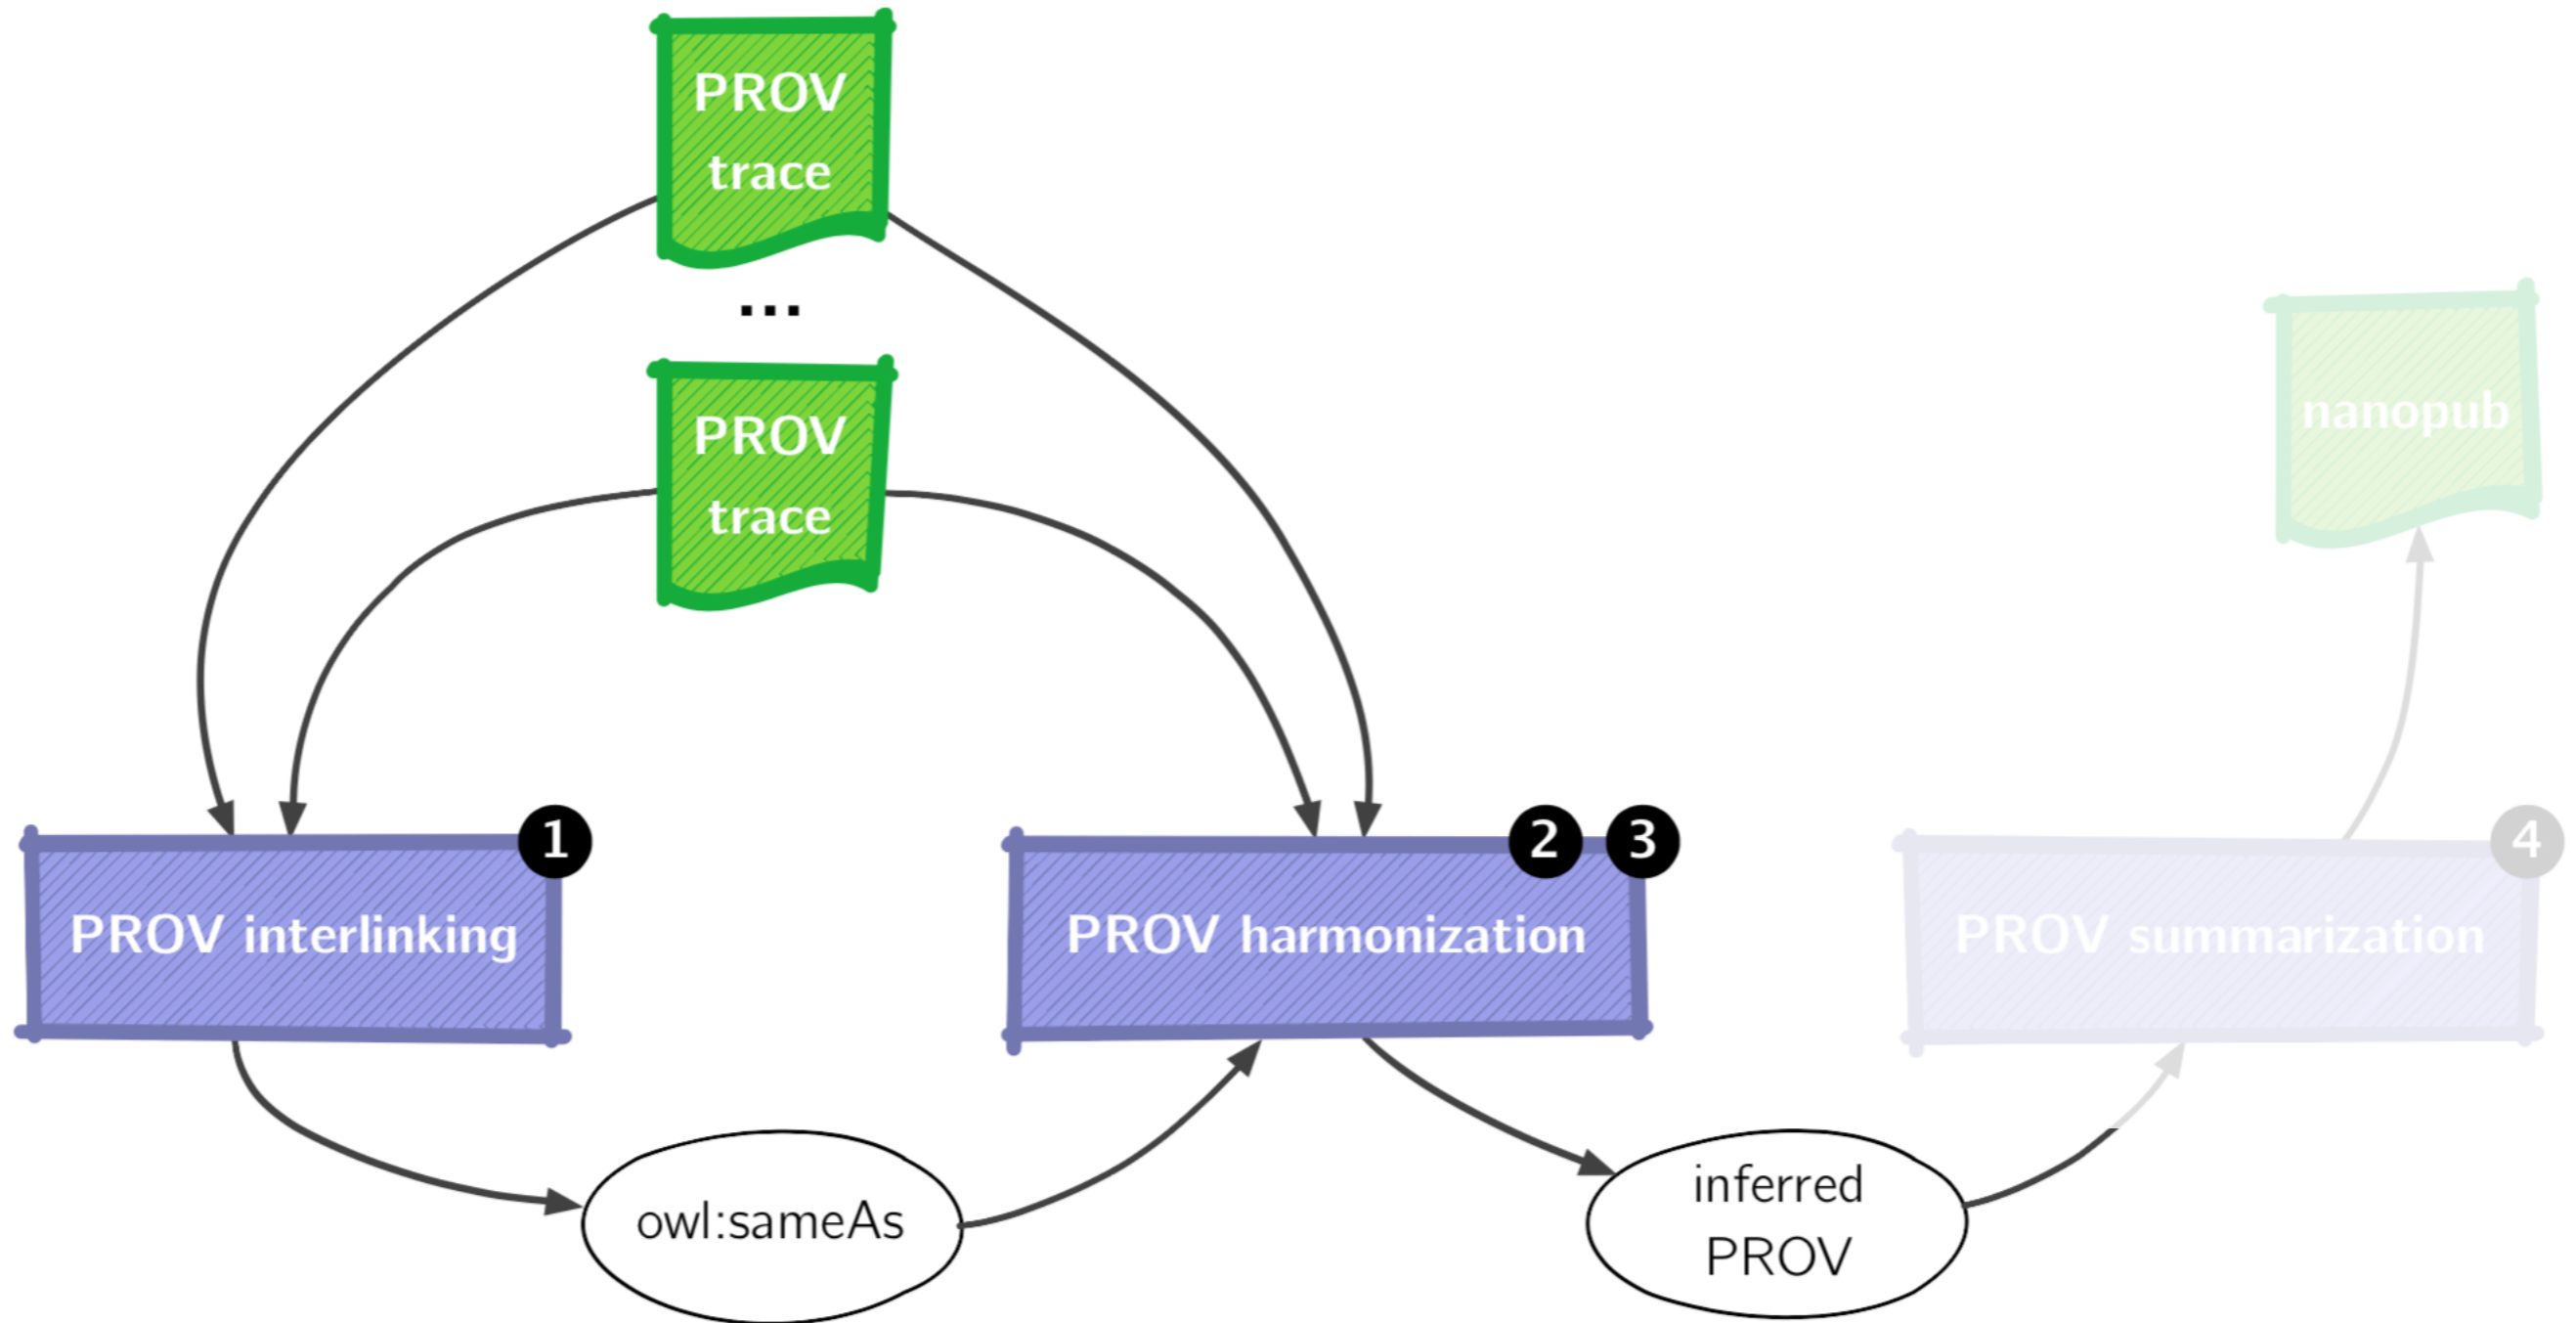 PROV
trace
...
PROV
trace
nanopub
1
2
3
4
PROV interlinking
PROV harmonization
PROV summarization
owl:sameAs
inferred
PROV